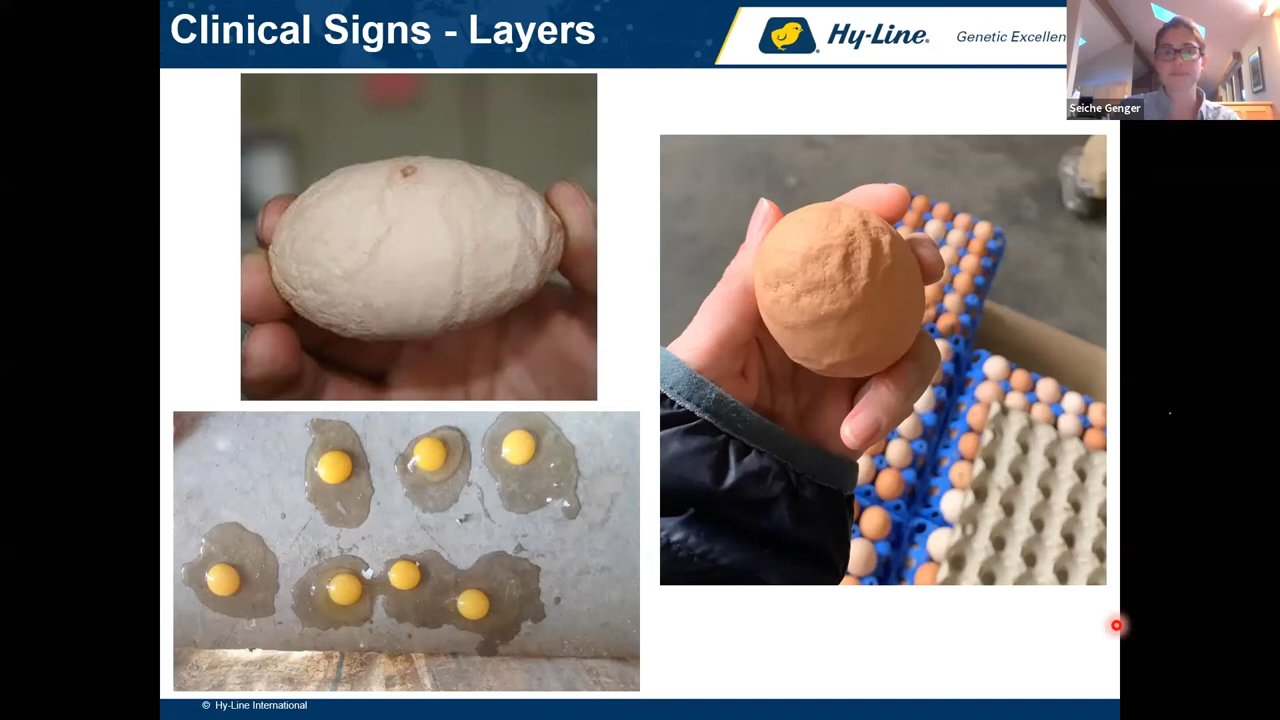 Clinical Signs - Layers
Hy-Line®
Genetic Excellen
Seiche Genger
© Hy-Line International